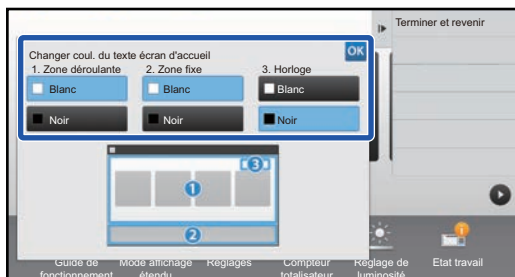 Terminer et revenir
OK
Changer coul. du texte écran d'accueil
1. Zone déroulante 2. Zone fixe 3. Horloge
Blanc Blanc Blanc
Noir Noir Noir
3
1
2
Guide de fonctionnement
Mode affichage étendu
Réglages
Compteur totalisateur
Réglage de luminosité
Etat travail